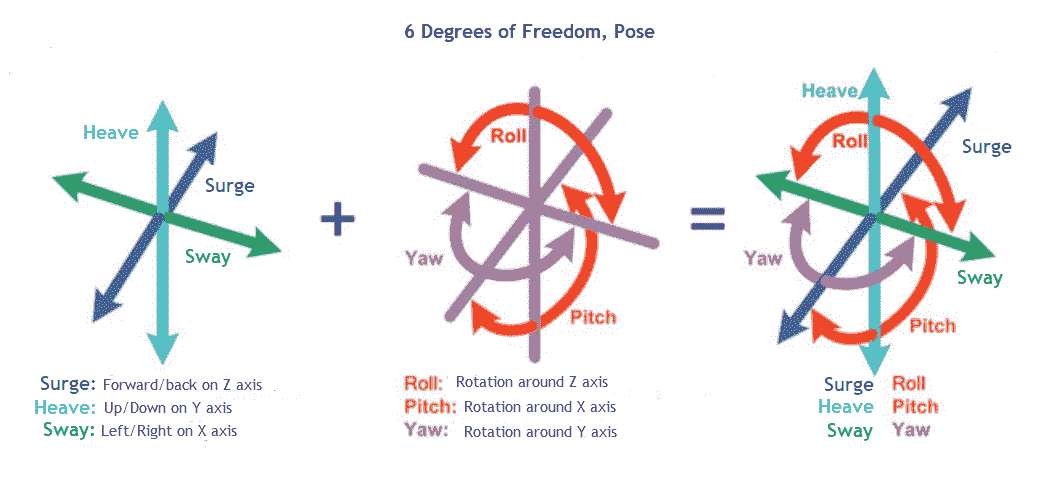 6 Degrees of Freedom, Pose
Heave
Surge
Sway
+
Roll
Yaw
Pitch
=
Heave
Roll
Surge
Yaw
Sway
Pitch
Surge: Forward/back on Z axis
Heave: Up/Down on Y axis
Sway: Left/Right on X axis
Roll: Rotation around Z axis
Pitch: Rotation around X axis
Yaw: Rotation around Y axis
Surge Roll
Heave Pitch
Sway Yaw